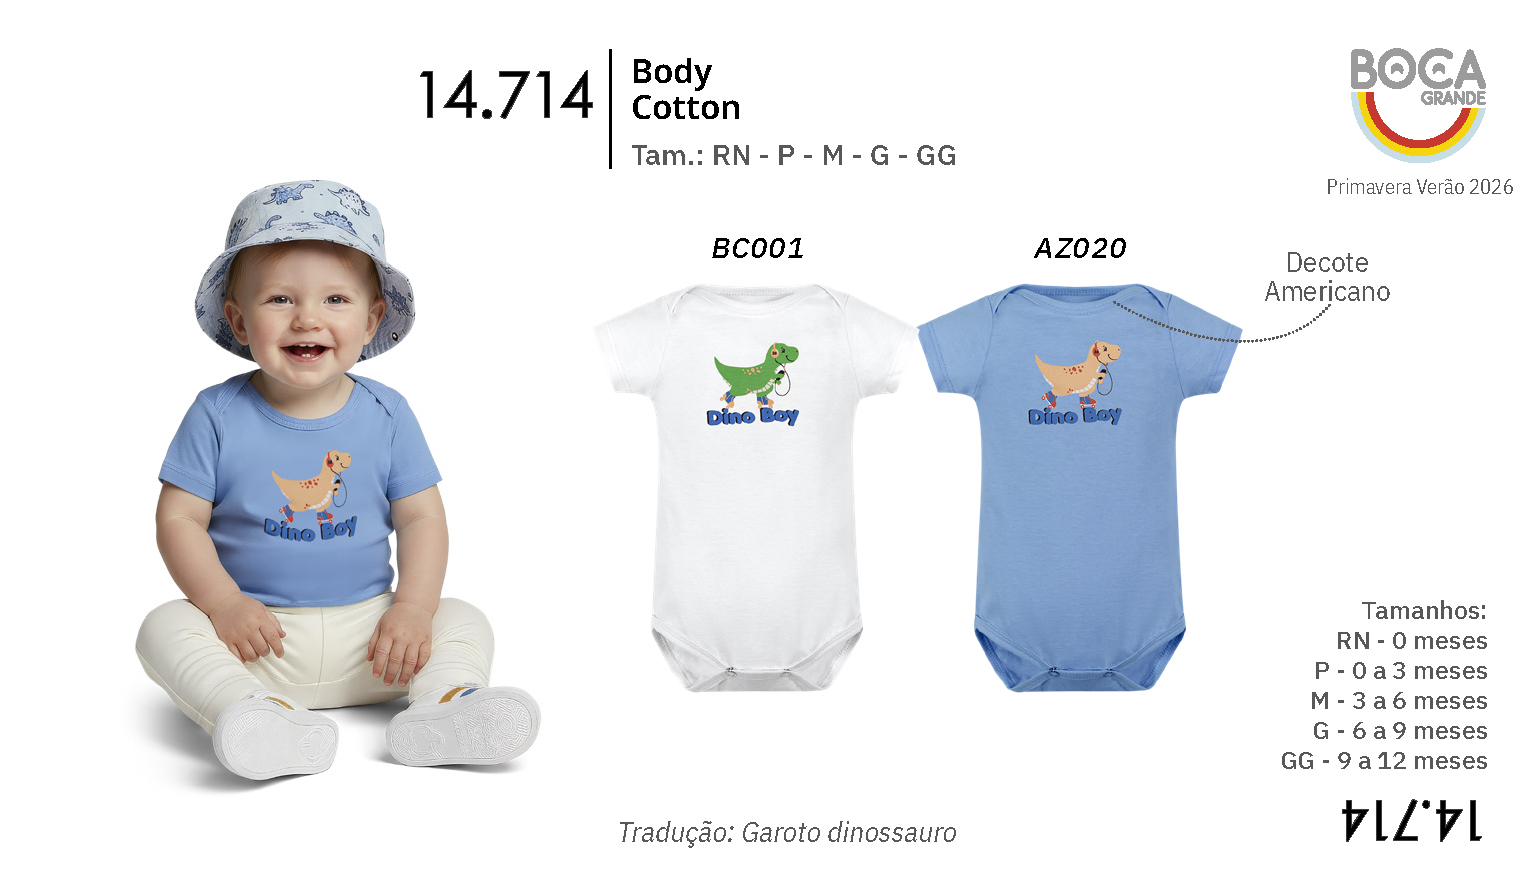 14.714
Body
Cotton
Tam.: RN - P - M - G - GG
BOCA
GRANDE
Primavera Verão 2026
BC001
AZ020
Decote
Americano
Dino Boy
Dino Boy
Dino Boy
Tamanhos:
RN - 0 meses
P - 0 a 3 meses
M - 3 a 6 meses
G - 6 a 9 meses
GG - 9 a 12 meses
14.714
Tradução: Garoto dinossauro